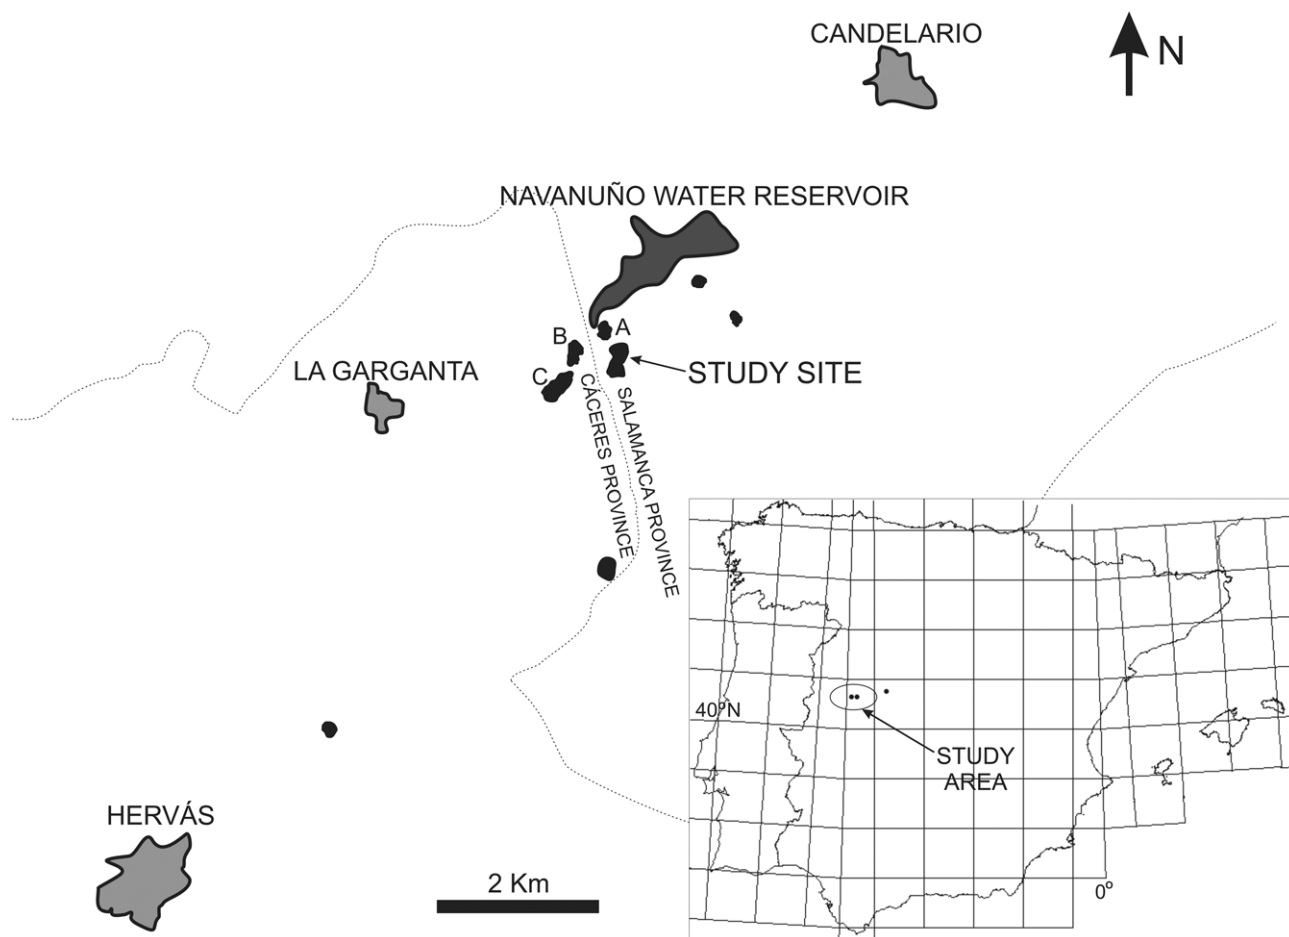 CANDELARIO
N
NAVANUÑO WATER RESERVOIR
A
B
LA GARGANTA
STUDY SITE
C
CÁCERES PROVINCE
SALAMANCA PROVINCE
40ºN
STUDY
AREA
HERVÁS
2 Km
0º